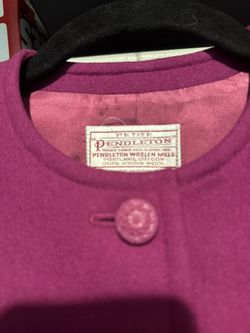 PETITE
PENDLETON
PENDLETON WOOLEN MILLS
PORTLAND, OREGON
100% VIRGIN WOOL